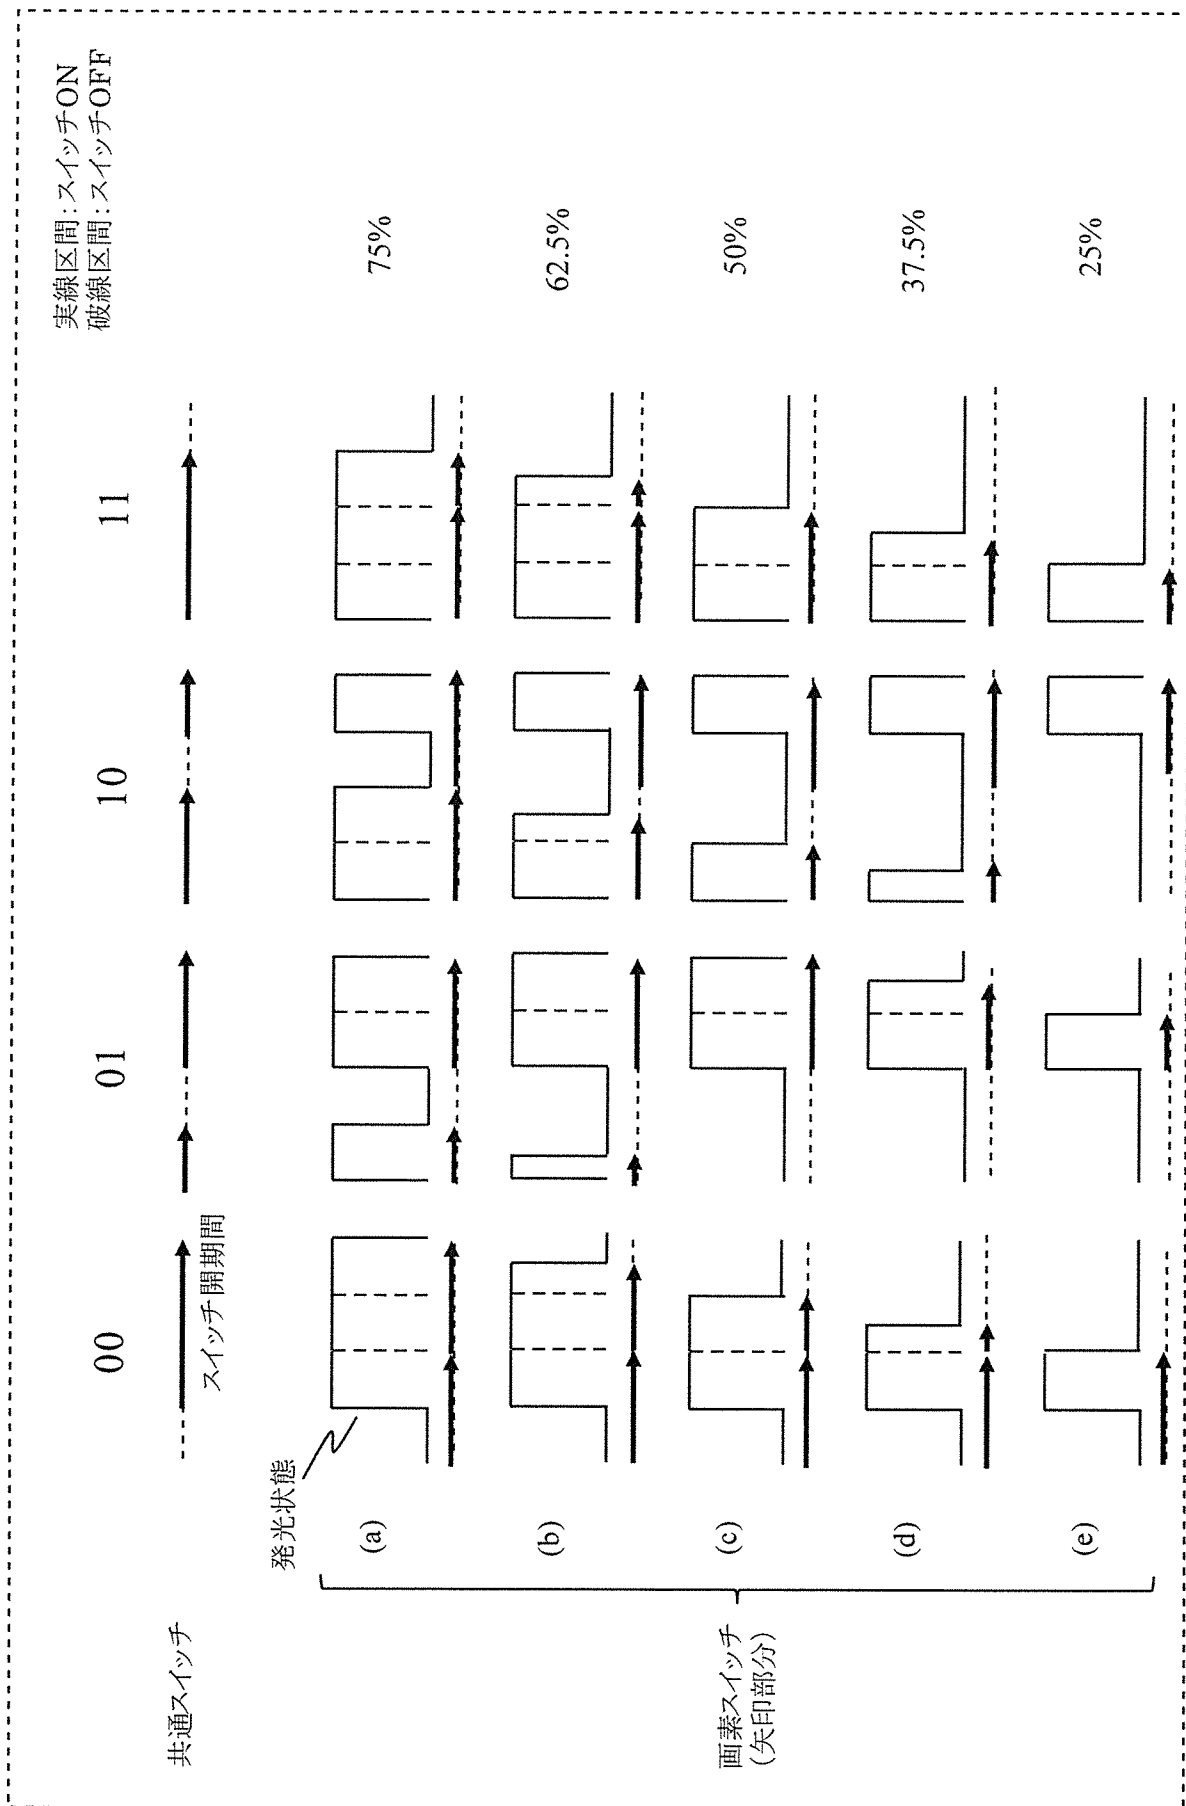 実線区間：スイッチON
破線区間：スイッチOFF
00
01
10
11
共通スイッチ
スイッチ開期間
発光状態
(a)
75%
(b)
62.5%
画素スイッチ
(矢印部分)
(c)
50%
(d)
37.5%
(e)
25%